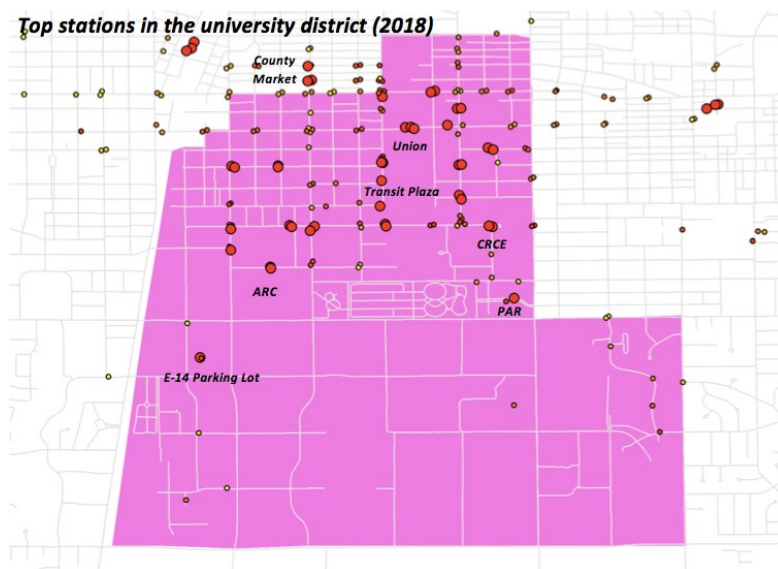 Top stations in the university district (2018)
County
Market
Union
Transit Plaza
CRCE
ARC
PAR
E-14 Parking Lot